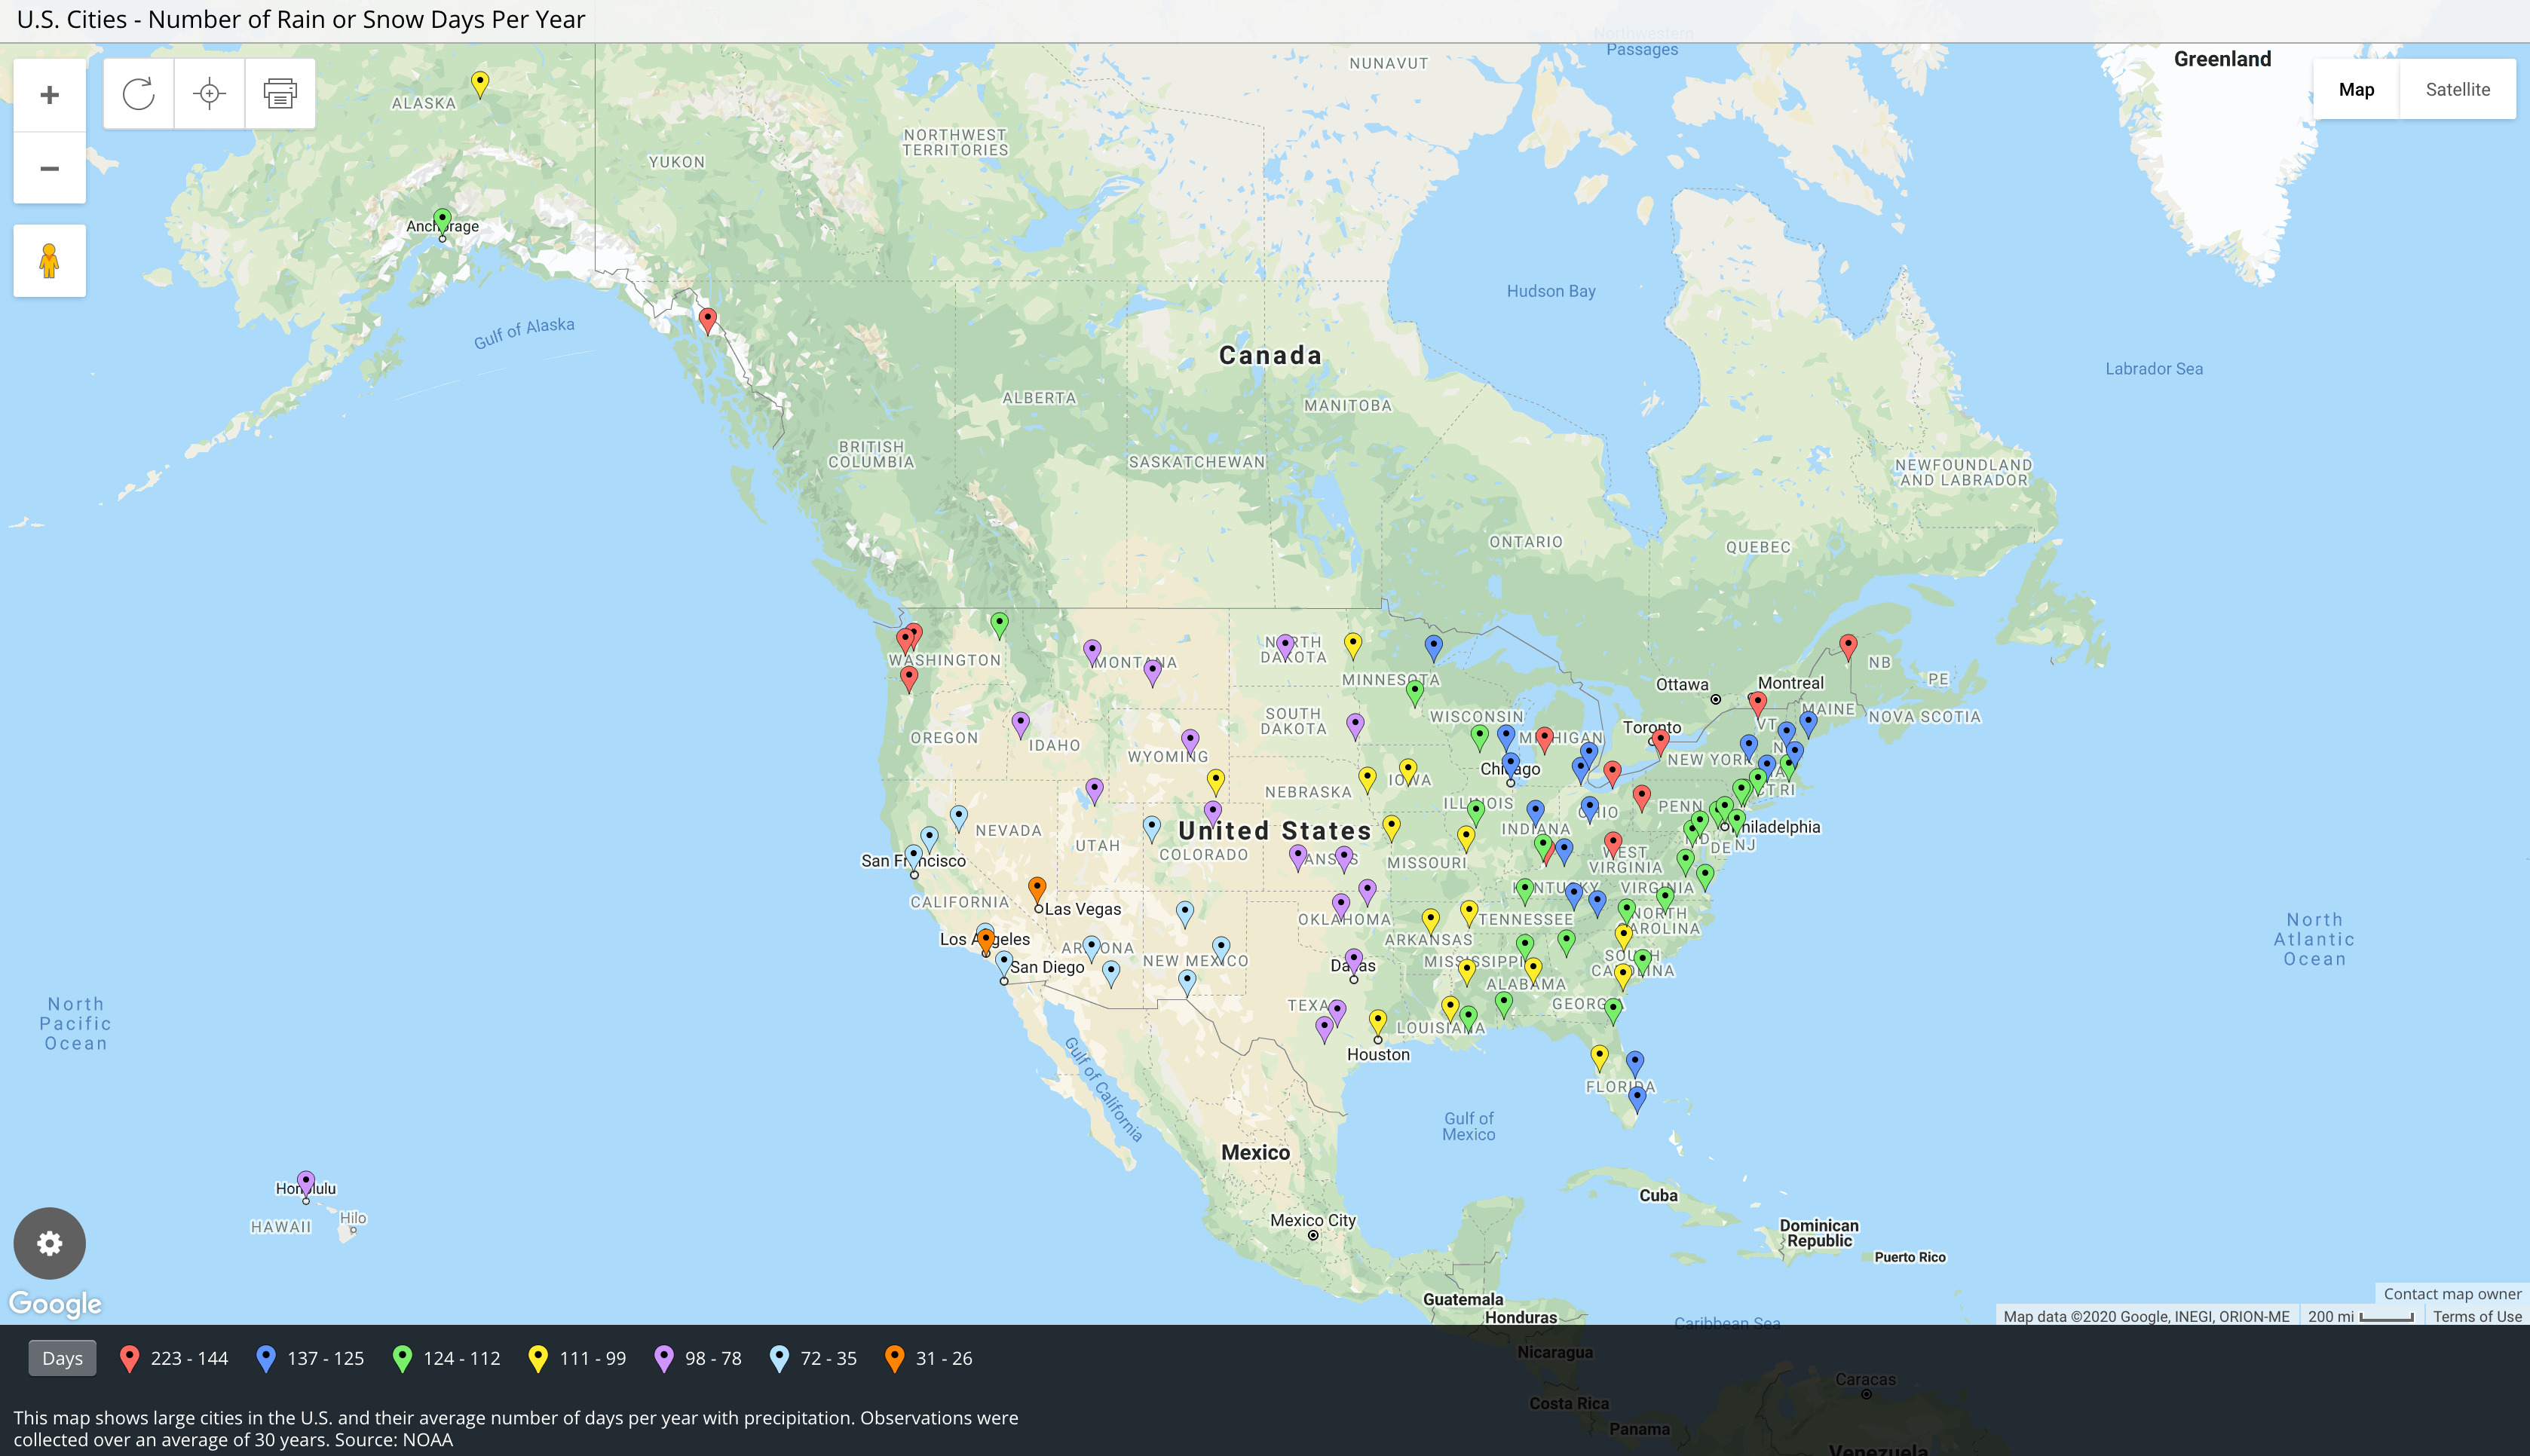 U.S. Cities - Number of Rain or Snow Days Per Year
Northwestern
Passages
Greenland
NUNAVUT
Map
Satellite
ALASKA
NORTHWEST
TERRITORIES
YUKON
Anchorage
Hudson Bay
Gulf of Alaska
Canada
Labrador Sea
ALBERTA
MANITOBA
BRITISH
COLUMBIA
SASKATCHEWAN
NEWFOUNDLAND
AND LABRADOR
ONTARIO
QUEBEC
WASHINGTON
MONTANA
NORTH
DAKOTA
MINNESOTA
NB
PE
Ottawa
Montreal
MAINE
NOVA SCOTIA
SOUTH
DAKOTA
WISCONSIN
MICHIGAN
Toronto
VT
OREGON
IDAHO
WYOMING
NEW YORK
Chicago
IOWA
NEBRASKA
CT RI
ILLINOIS
OHIO
PENN
NEVADA
United States
INDIANA
Philadelphia
UTAH
COLORADO
MD
DE
NJ
San Francisco
KANSAS
MISSOURI
WEST
VIRGINIA
KENTUCKY
VIRGINIA
CALIFORNIA
Las Vegas
OKLAHOMA
TENNESSEE
NORTH
CAROLINA
Los Angeles
ARIZONA
NEW MEXICO
ARKANSAS
San Diego
Dallas
MISSISSIPPI
SOUTH
CAROLINA
ALABAMA
TEXAS
GEORGIA
LOUISIANA
Houston
North
Atlantic
Ocean
North
Pacific
Ocean
Gulf of California
FLORIDA
Gulf of
Mexico
Mexico
Honolulu
HAWAII
Hilo
Cuba
Mexico City
Dominican
Republic
Puerto Rico
Guatemala
Honduras
Caribbean Sea
Google
Contact map owner
Map data ©2020 Google, INEGI, ORION-ME
200 mi
Terms of Use
Days
223 - 144
137 - 125
124 - 112
111 - 99
98 - 78
72 - 35
31 - 26
Nicaragua
Caracas
Costa Rica
Panama
Venezuela
This map shows large cities in the U.S. and their average number of days per year with precipitation. Observations were
collected over an average of 30 years. Source: NOAA